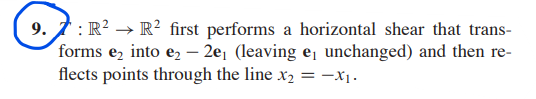 9. T : ℝ² → ℝ² first performs a horizontal shear that trans-
forms e₂ into e₂ − 2e₁ (leaving e₁ unchanged) and then re-
flects points through the line x₂ = −x₁.